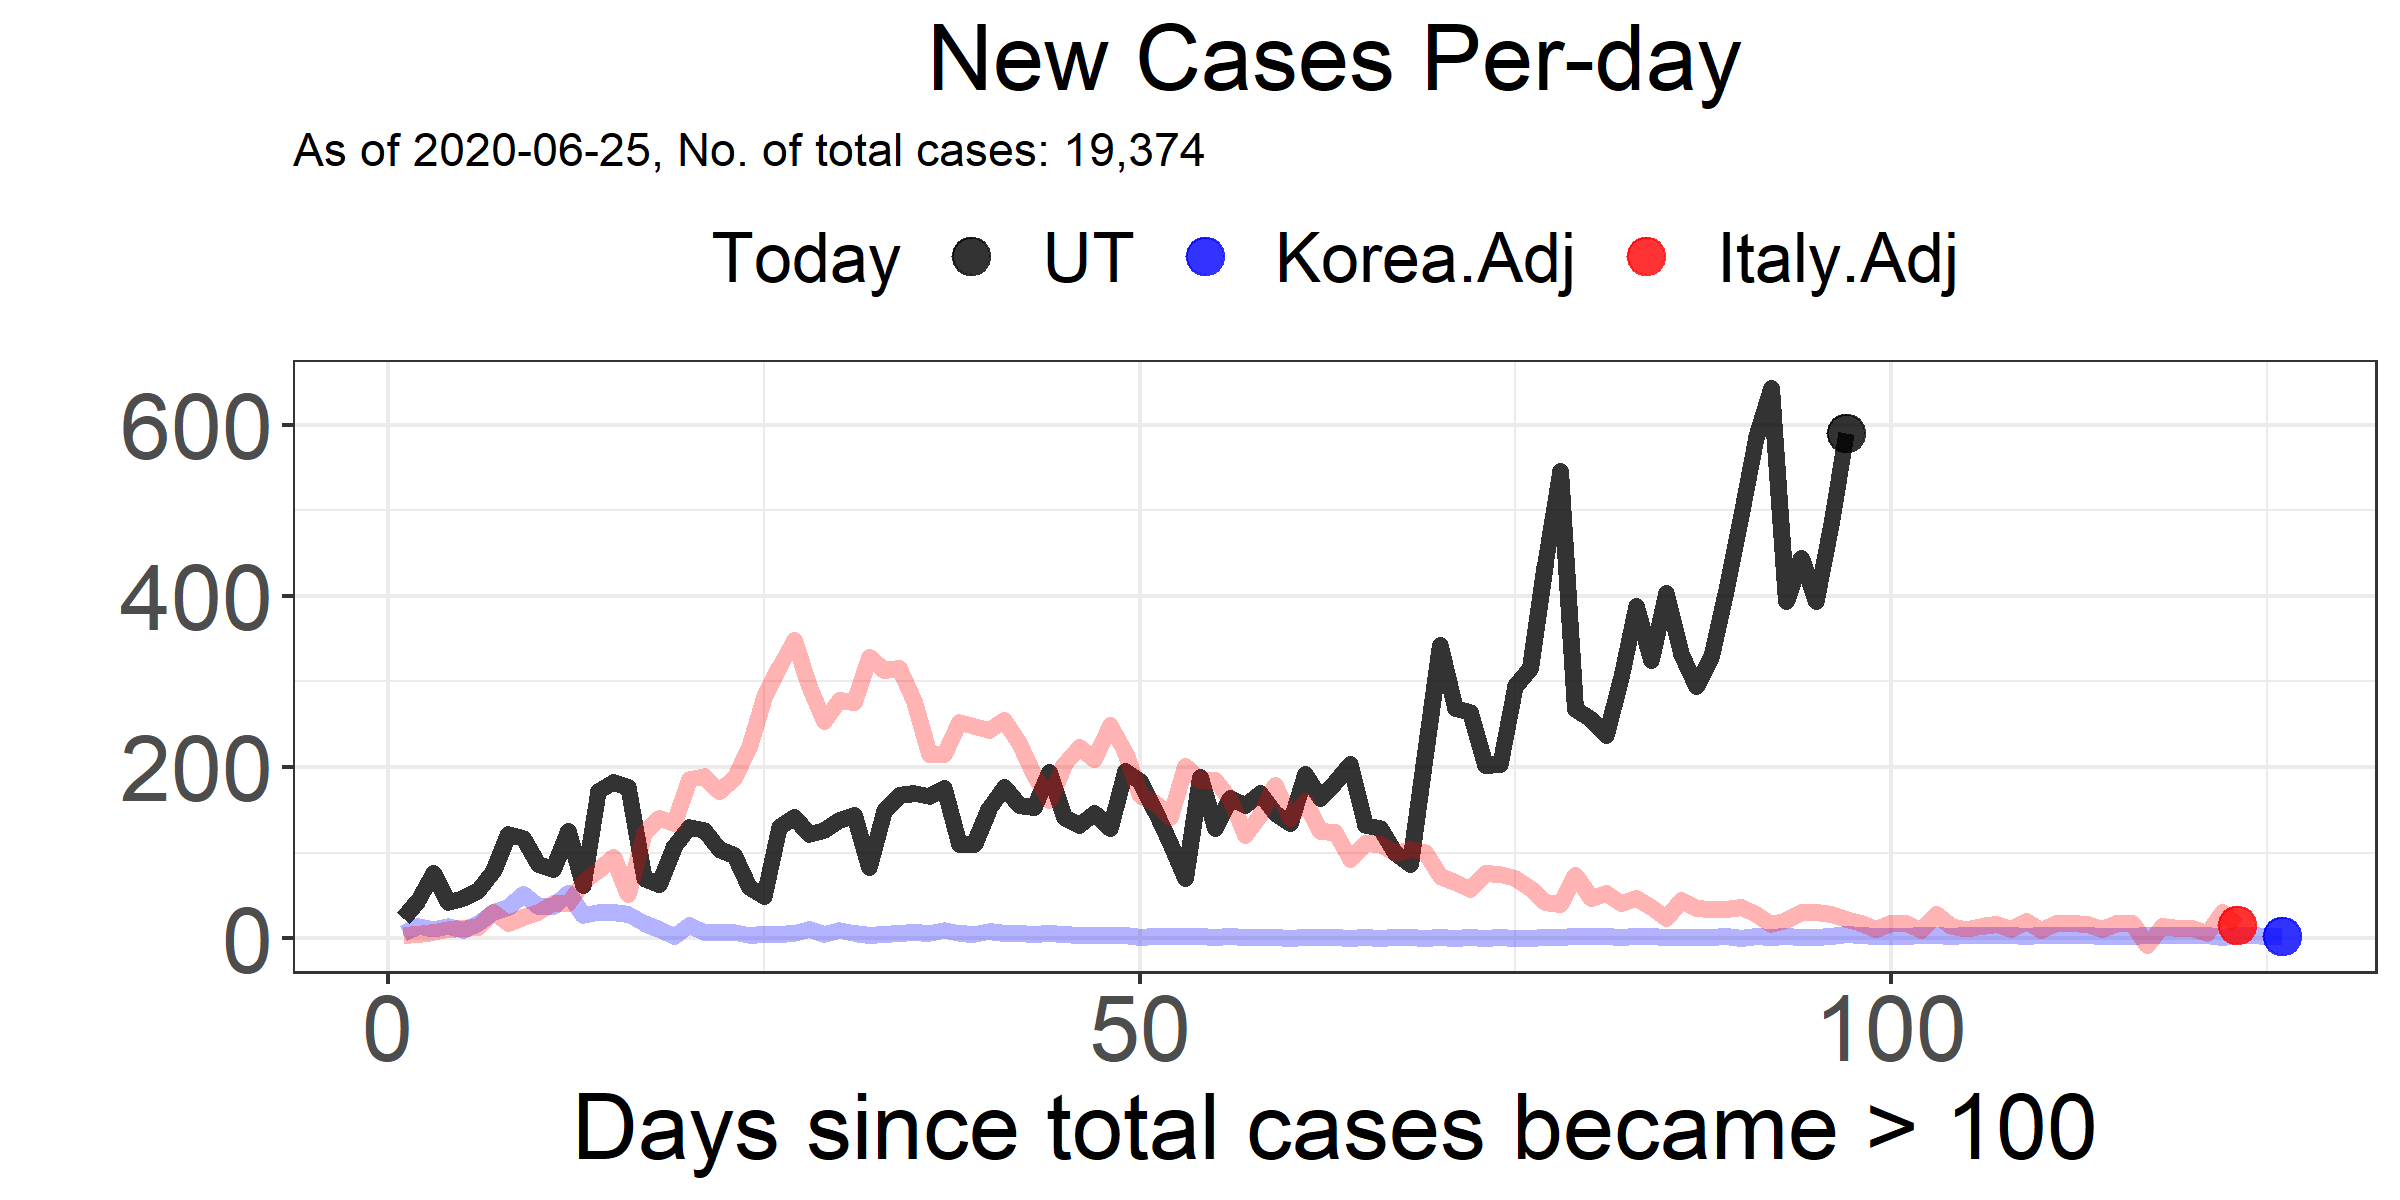 New Cases Per-day
As of 2020-06-25, No. of total cases: 19,374
Today UT Korea.Adj Italy.Adj
600
400
200
0
0 50 100
Days since total cases became > 100